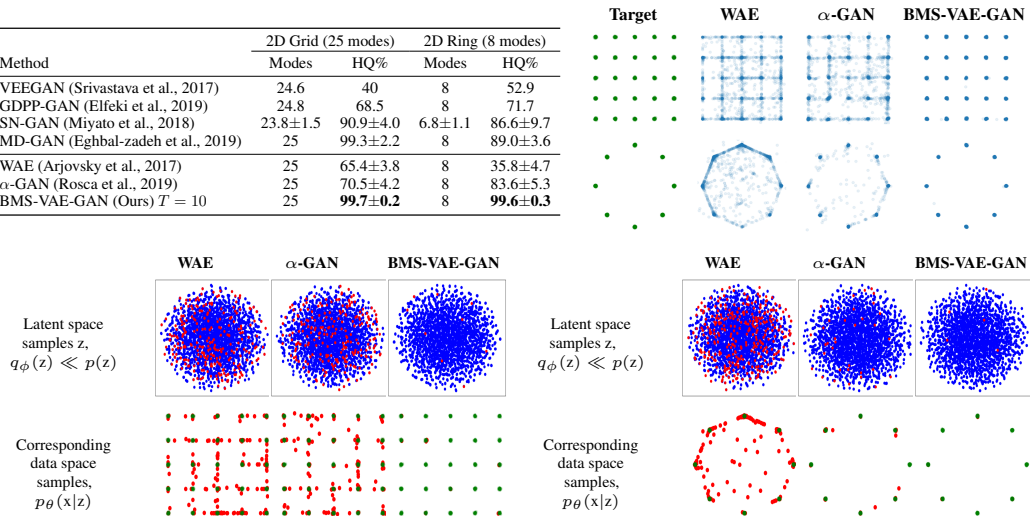 2D Grid (25 modes) 2D Ring (8 modes)
Method Modes HQ% Modes HQ%
VEEGAN (Srivastava et al., 2017) 24.6 40 8 52.9
GDPP-GAN (Elfeki et al., 2019) 24.8 68.5 8 71.7
SN-GAN (Miyato et al., 2018) 23.8±1.5 90.9±4.0 6.8±1.1 86.6±9.7
MD-GAN (Eghbal-zadeh et al., 2019) 25 99.3±2.2 8 89.0±3.6
WAE (Arjovsky et al., 2017) 25 65.4±3.8 8 35.8±4.7
α-GAN (Rosca et al., 2019) 25 70.5±4.2 8 83.6±5.3
BMS-VAE-GAN (Ours) T = 10 25 99.7±0.2 8 99.6±0.3
Target WAE α-GAN BMS-VAE-GAN
WAE α-GAN BMS-VAE-GAN
Latent space
samples z,
qϕ(z) ≪ p(z)
Corresponding
data space
samples,
pθ(x|z)
WAE α-GAN BMS-VAE-GAN
Latent space
samples z,
qϕ(z) ≪ p(z)
Corresponding
data space
samples,
pθ(x|z)